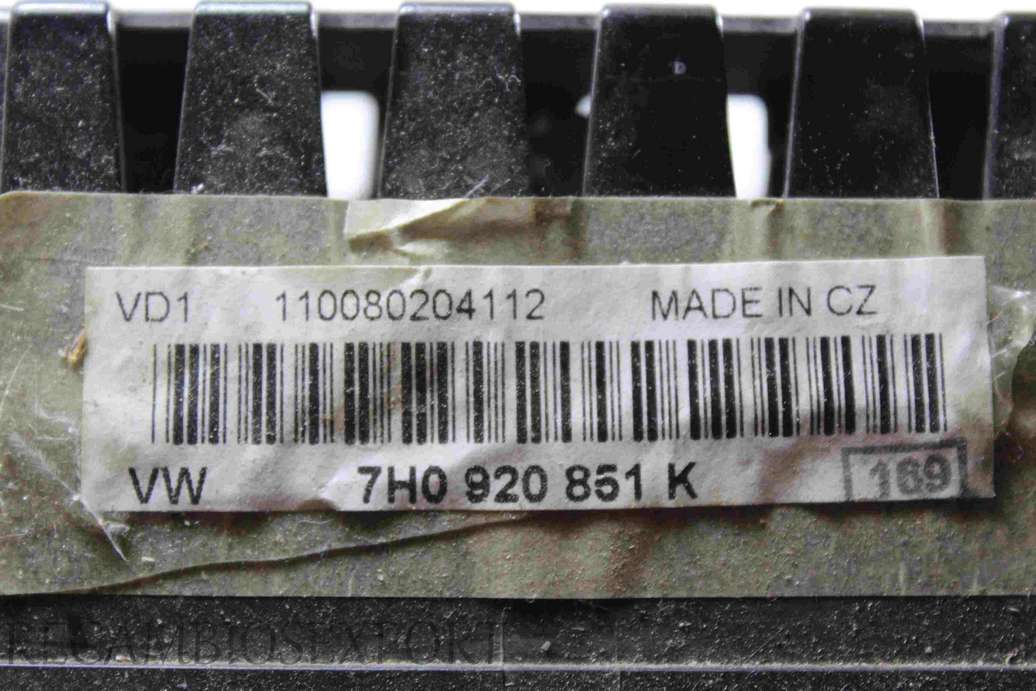 VD1 110080204112 MADE IN CZ
VW 7H0 920 851 K 169